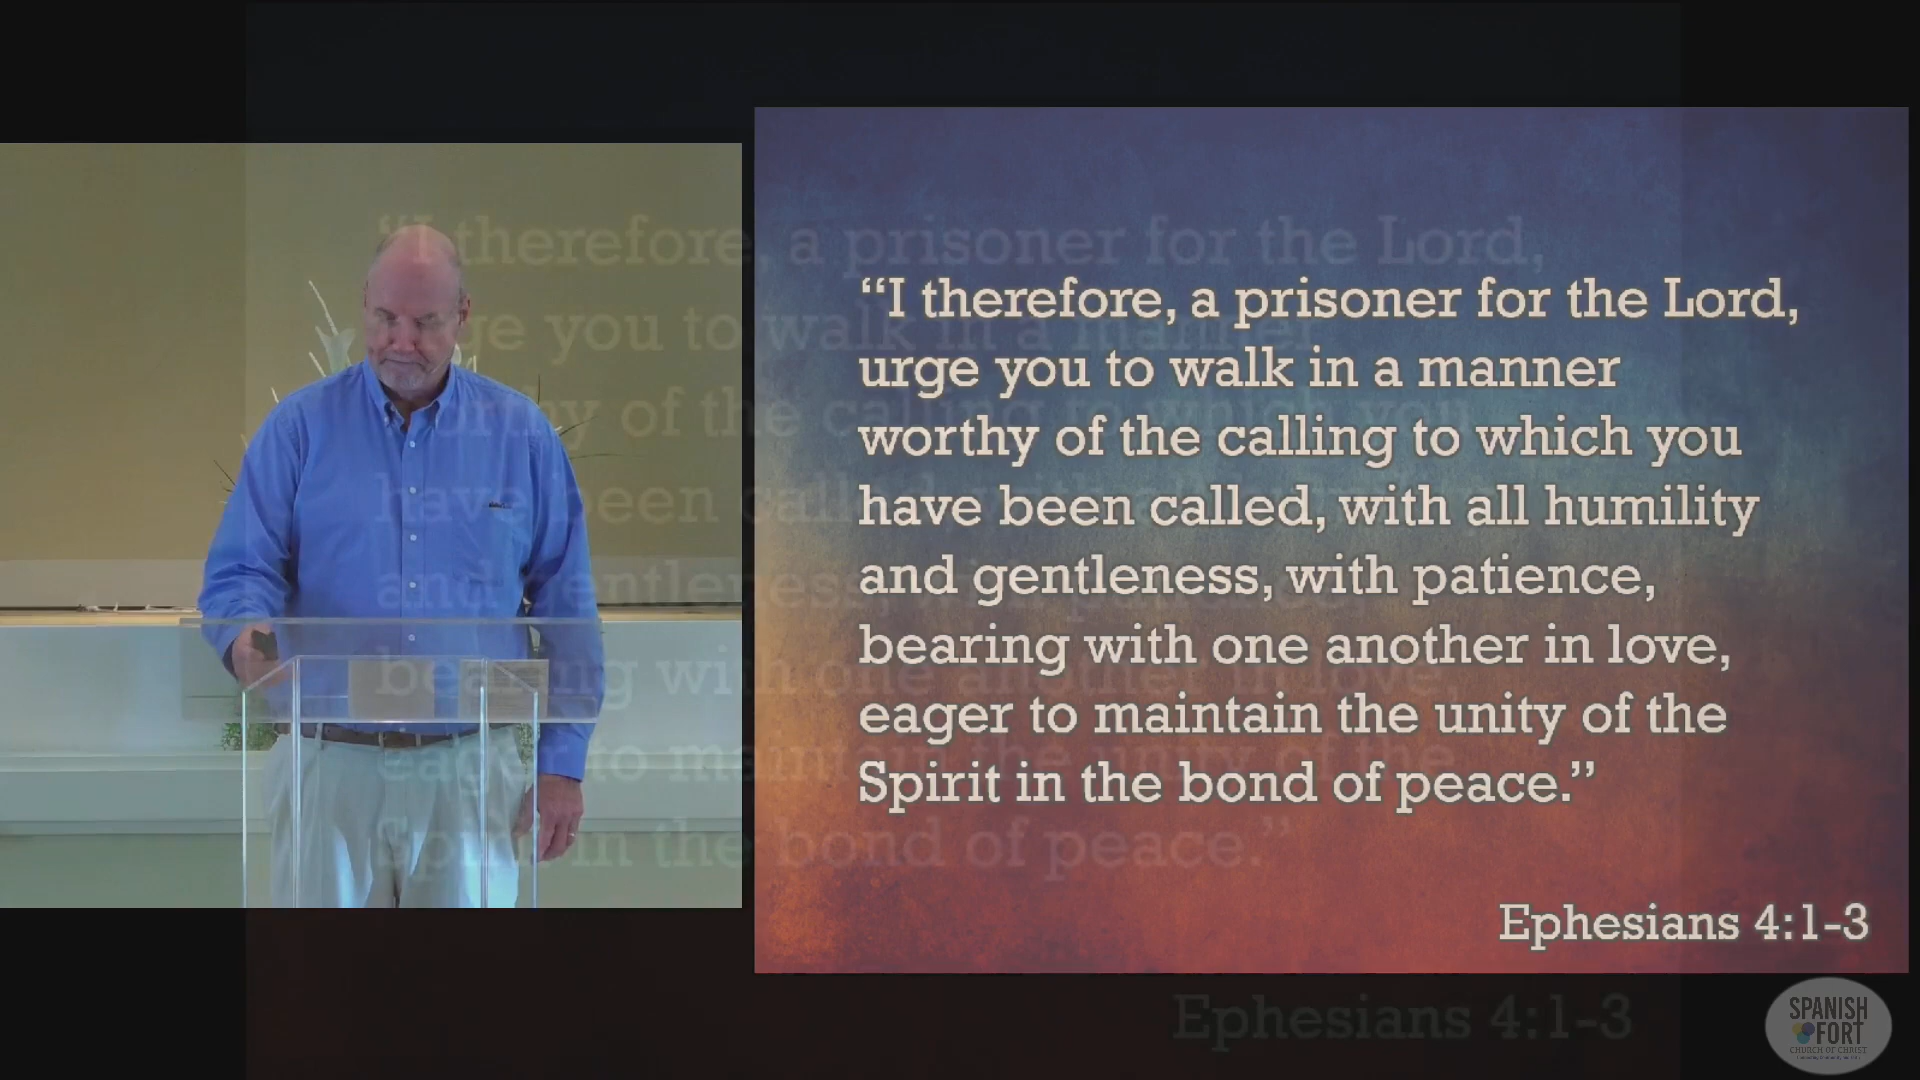 “I therefore, a prisoner for the Lord,
urge you to walk in a manner
worthy of the calling to which you
have been called, with all humility
and gentleness, with patience,
bearing with one another in love,
eager to maintain the unity of the
Spirit in the bond of peace.”
Ephesians 4:1-3
SPANISH
FORT
CHURCH OF CHRIST